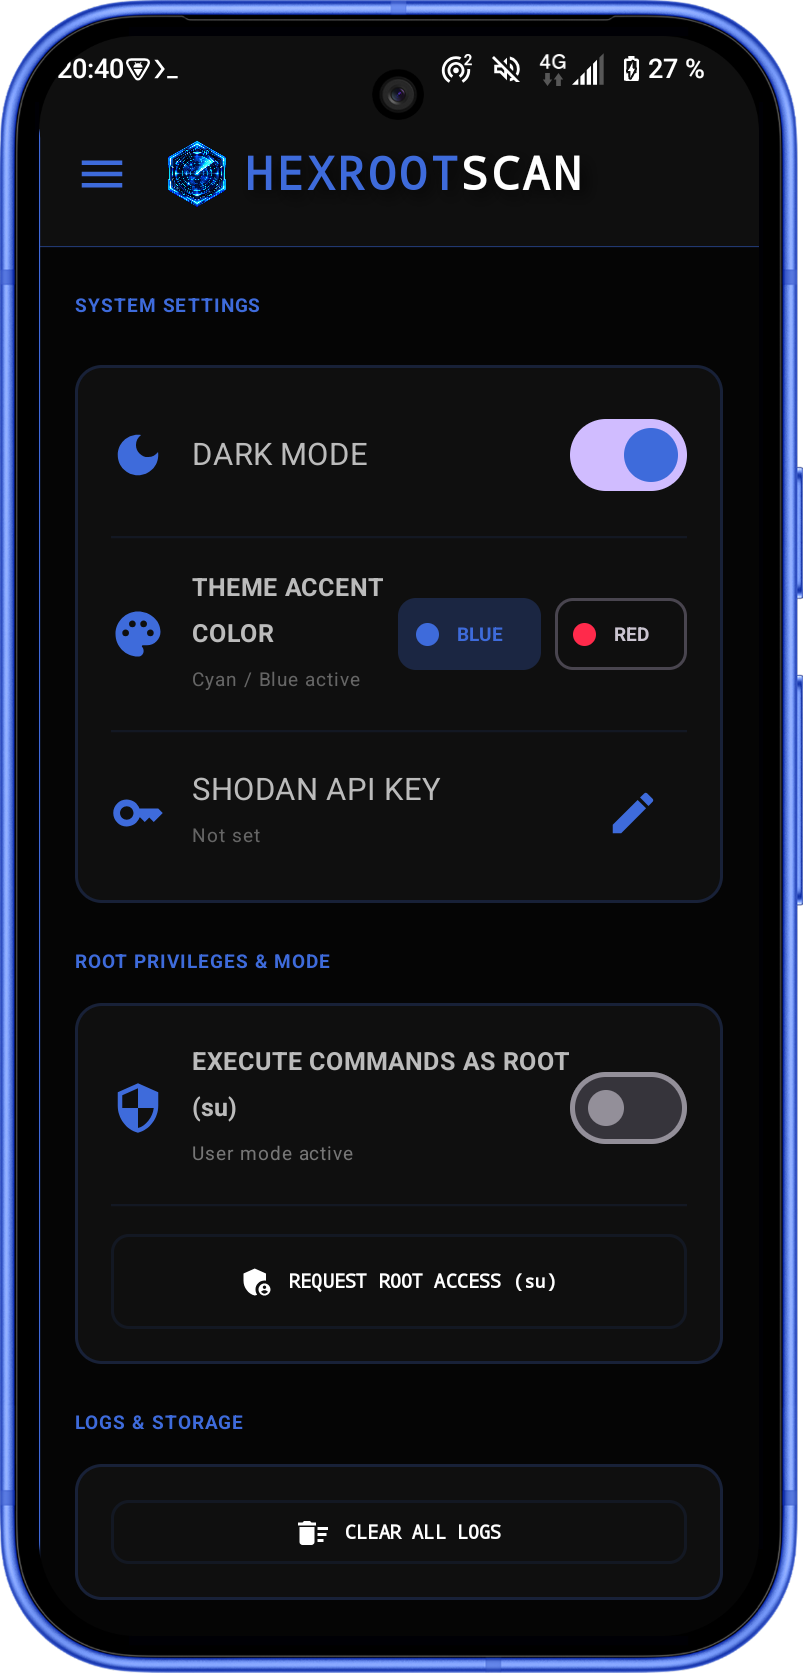 20:40 2 4G 27 %
HEXROOTSCAN
SYSTEM SETTINGS
DARK MODE
THEME ACCENT
COLOR
Cyan / Blue active
BLUE
RED
SHODAN API KEY
Not set
ROOT PRIVILEGES & MODE
EXECUTE COMMANDS AS ROOT
(su)
User mode active
REQUEST ROOT ACCESS (su)
LOGS & STORAGE
CLEAR ALL LOGS